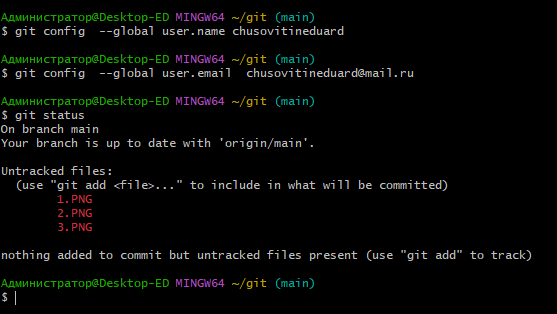 Администратор@Desktop-ED MINGW64 ~/git (main)
$ git config  --global user.name chusovitineduard
Администратор@Desktop-ED MINGW64 ~/git (main)
$ git config  --global user.email  chusovitineduard@mail.ru
Администратор@Desktop-ED MINGW64 ~/git (main)
$ git status
On branch main
Your branch is up to date with 'origin/main'.
Untracked files:
  (use "git add <file>..." to include in what will be committed)
        1.PNG
        2.PNG
        3.PNG
nothing added to commit but untracked files present (use "git add" to track)
Администратор@Desktop-ED MINGW64 ~/git (main)
$